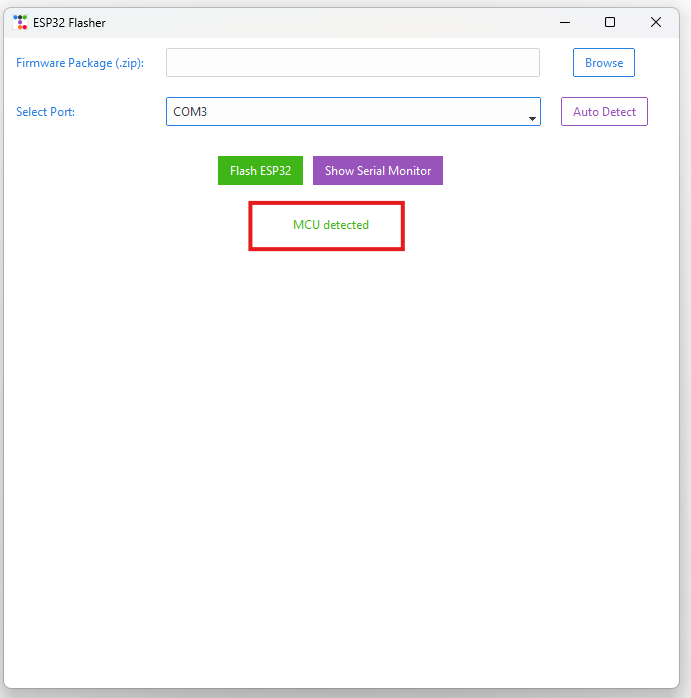 ESP32 Flasher
Firmware Package (.zip):
Browse
Select Port:
COM3
Auto Detect
Flash ESP32
Show Serial Monitor
MCU detected